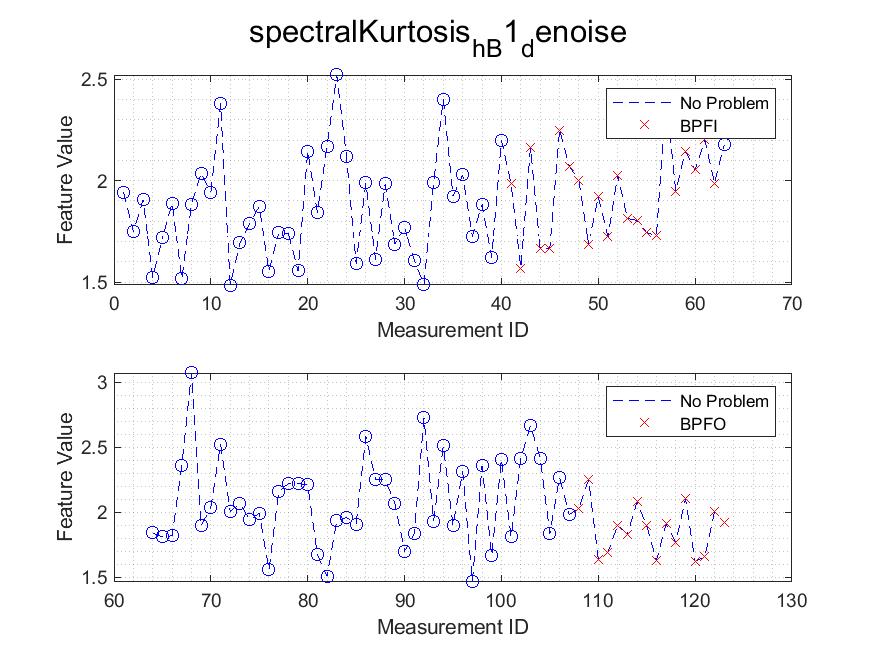 spectralKurtosis_hB1_denoise
2.5
2
1.5
Feature Value
0 10 20 30 40 50 60 70
Measurement ID
No Problem
BPFI
3
2.5
2
1.5
Feature Value
60 70 80 90 100 110 120 130
Measurement ID
No Problem
BPFO